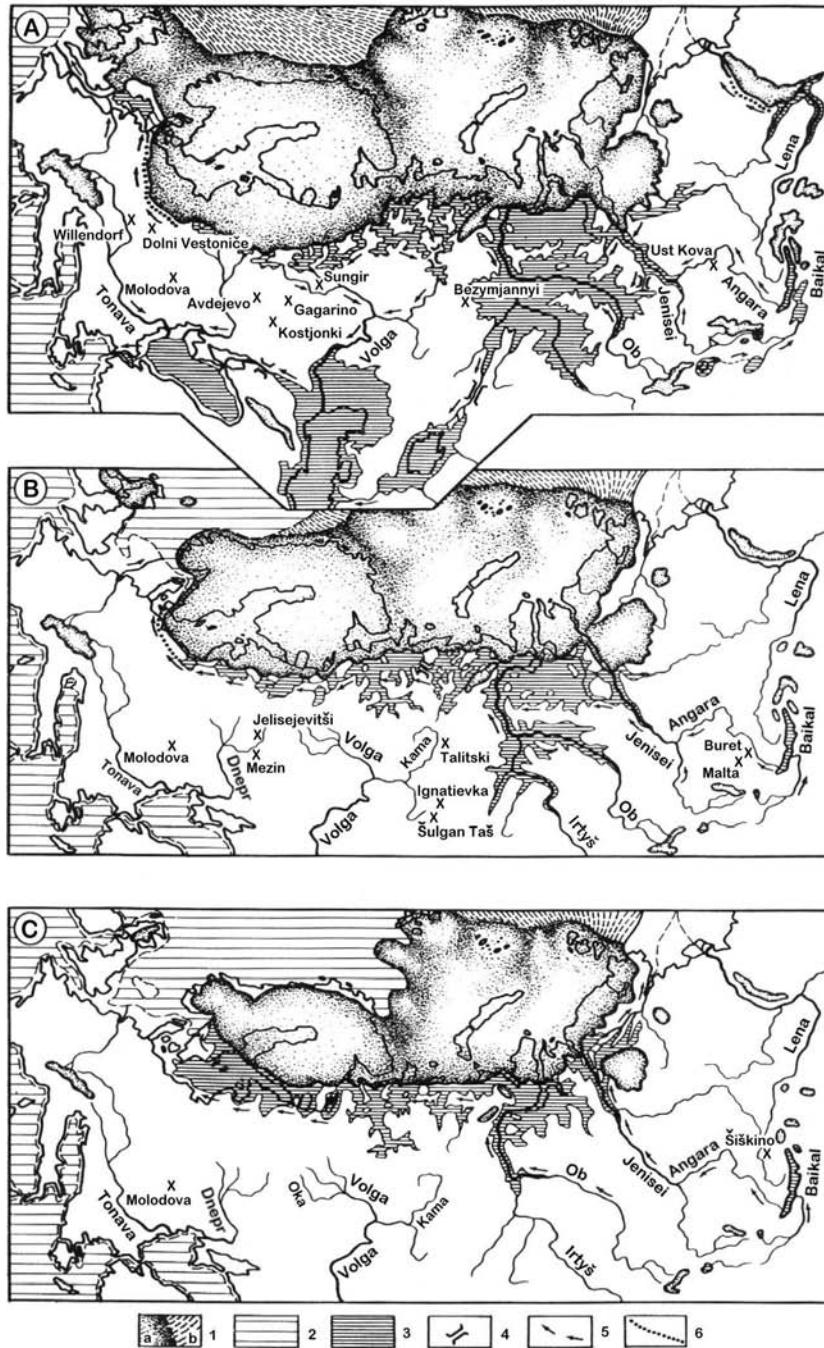 A
Willendorf
Dolni Vestoniče
Molodova
Avdejevo
Sungir
Gagarino
Kostjonki
Bezymjannyi
Ust Kova
Tonava
Volga
Ob
Jenisei
Angara
Lena
Baikal
B
Molodova
Tonava
Dnepr
Jelisejevitši
Mezin
Volga
Kama
Talitski
Ignatievka
Šulgan Taš
Volga
Irtyš
Ob
Jenisei
Angara
Buret
Malta
Lena
Baikal
C
Molodova
Tonava
Dnepr
Oka
Volga
Kama
Volga
Irtyš
Ob
Jenisei
Angara
Šiškino
Lena
Baikal
a b 1 2 3 4 5 6